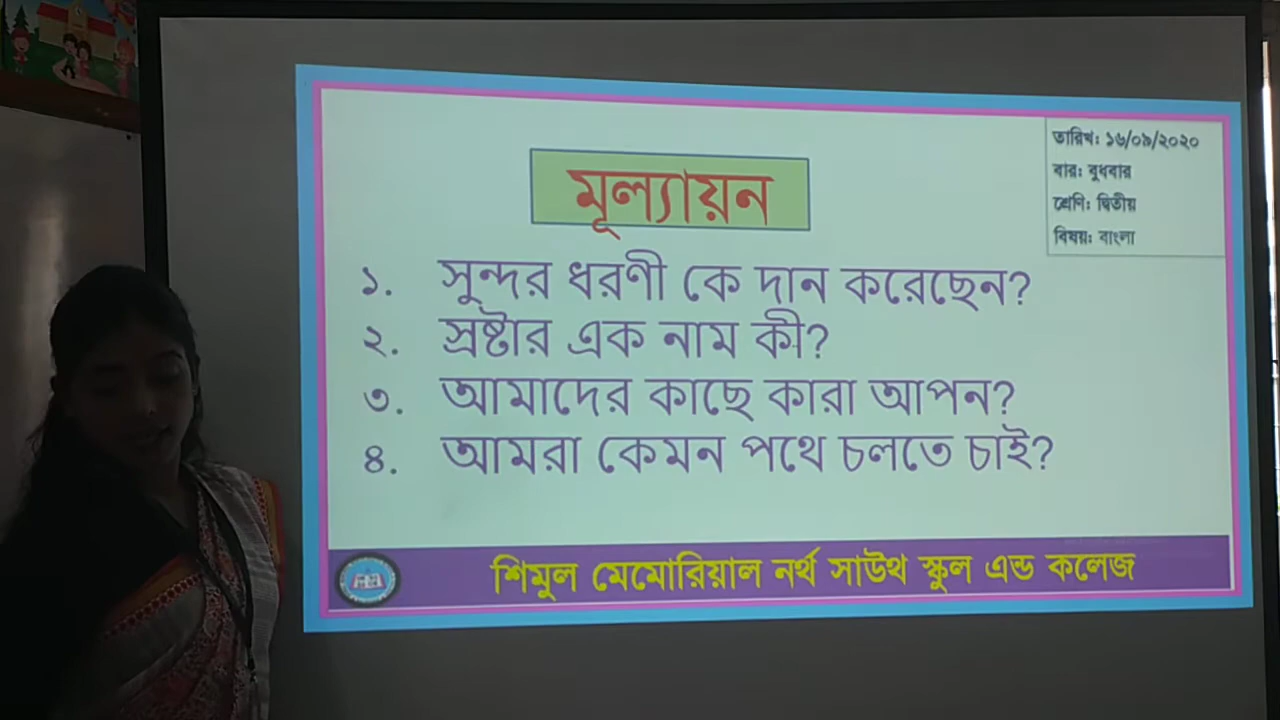 তারিখ: ১৬/০৯/২০২০
বার: বুধবার
শ্রেণি: দ্বিতীয়
বিষয়: বাংলা
মূল্যায়ন
১. সুন্দর ধরণী কে দান করেছেন?
২. স্রষ্টার এক নাম কী?
৩. আমাদের কাছে কারা আপন?
৪. আমরা কেমন পথে চলতে চাই?
শিমুল মেমোরিয়াল নর্থ সাউথ স্কুল এন্ড কলেজ